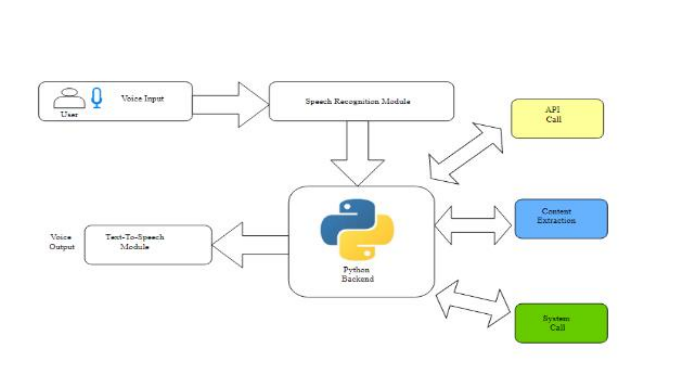 Voice Input
User
Speech Recognition Module
API
Call
Content
Extraction
Voice
Output
Text-To-Speech
Module
Python
Backend
System
Call